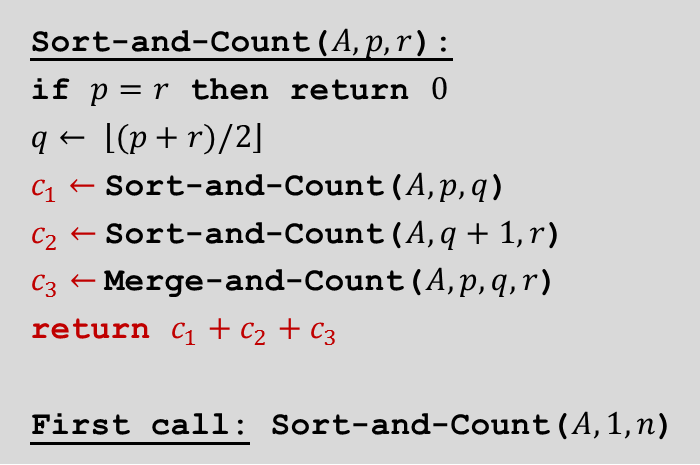 Sort-and-Count(A,p,r):
if p = r then return 0
q ← ⌊(p + r)/2⌋
c₁ ← Sort-and-Count(A,p,q)
c₂ ← Sort-and-Count(A,q + 1,r)
c₃ ← Merge-and-Count(A,p,q,r)
return c₁ + c₂ + c₃
First call: Sort-and-Count(A,1,n)